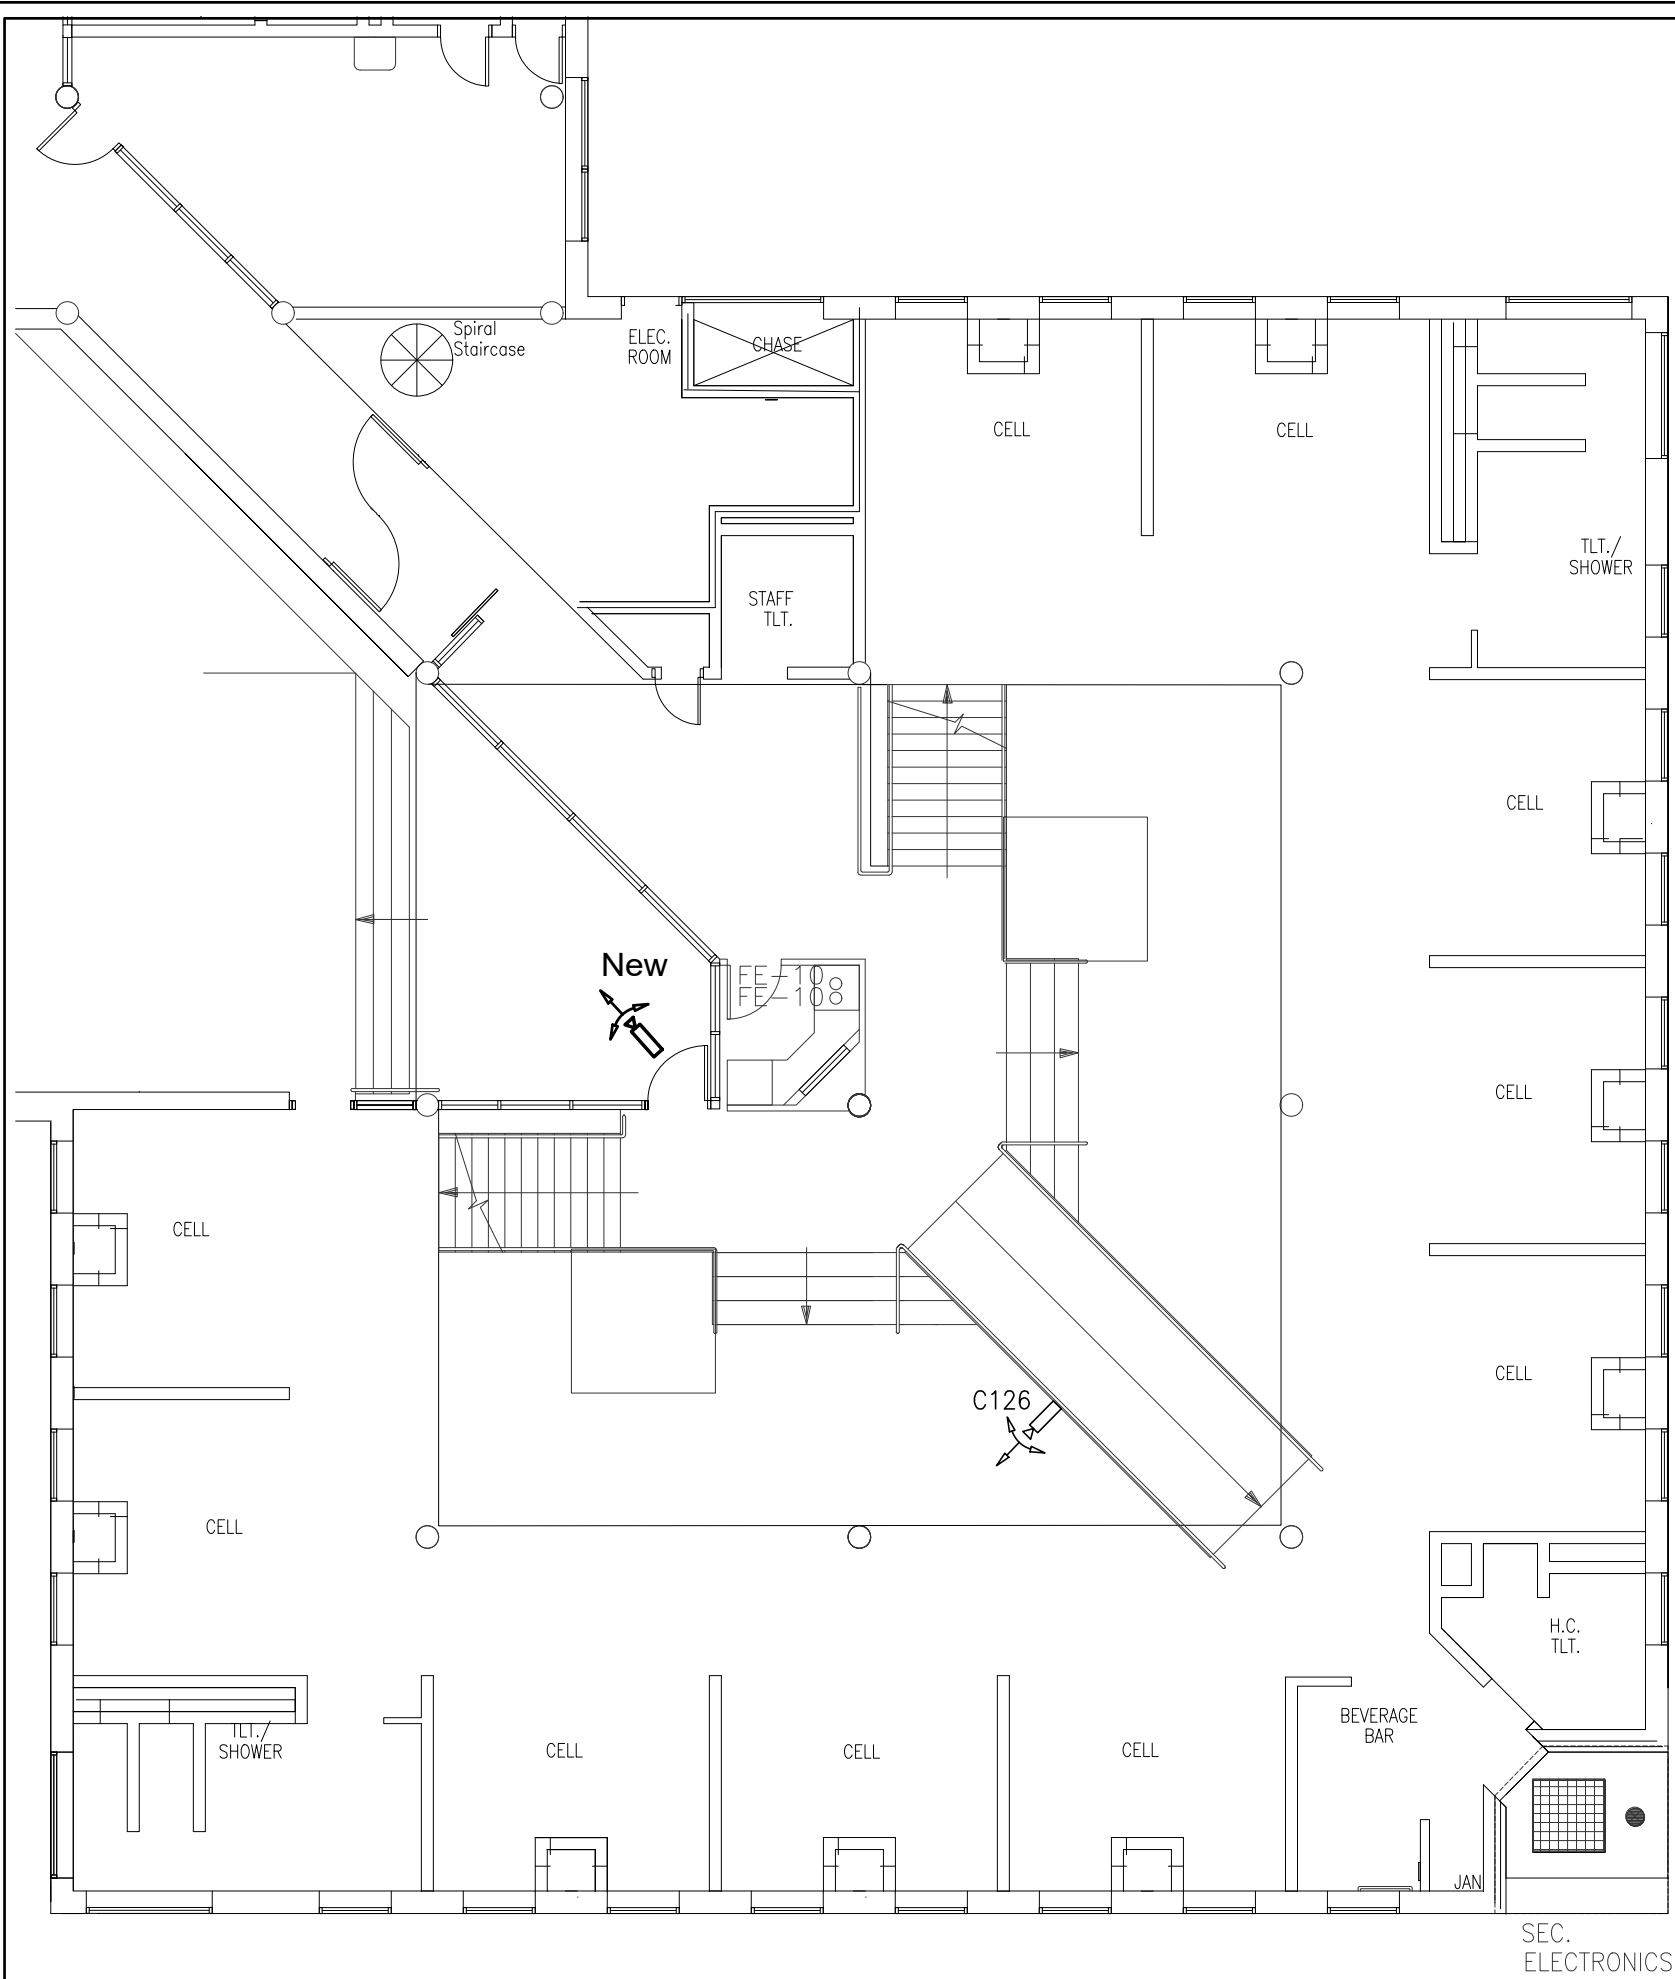 Spiral
Staircase
ELEC.
ROOM
CHASE
CELL
CELL
TLT./
SHOWER
STAFF
TLT.
CELL
New
FE-10
FE-10
CELL
CELL
CELL
C126
CELL
H.C.
TLT.
BEVERAGE
BAR
TLT./
SHOWER
CELL
CELL
CELL
JAN
SEC.
ELECTRONICS